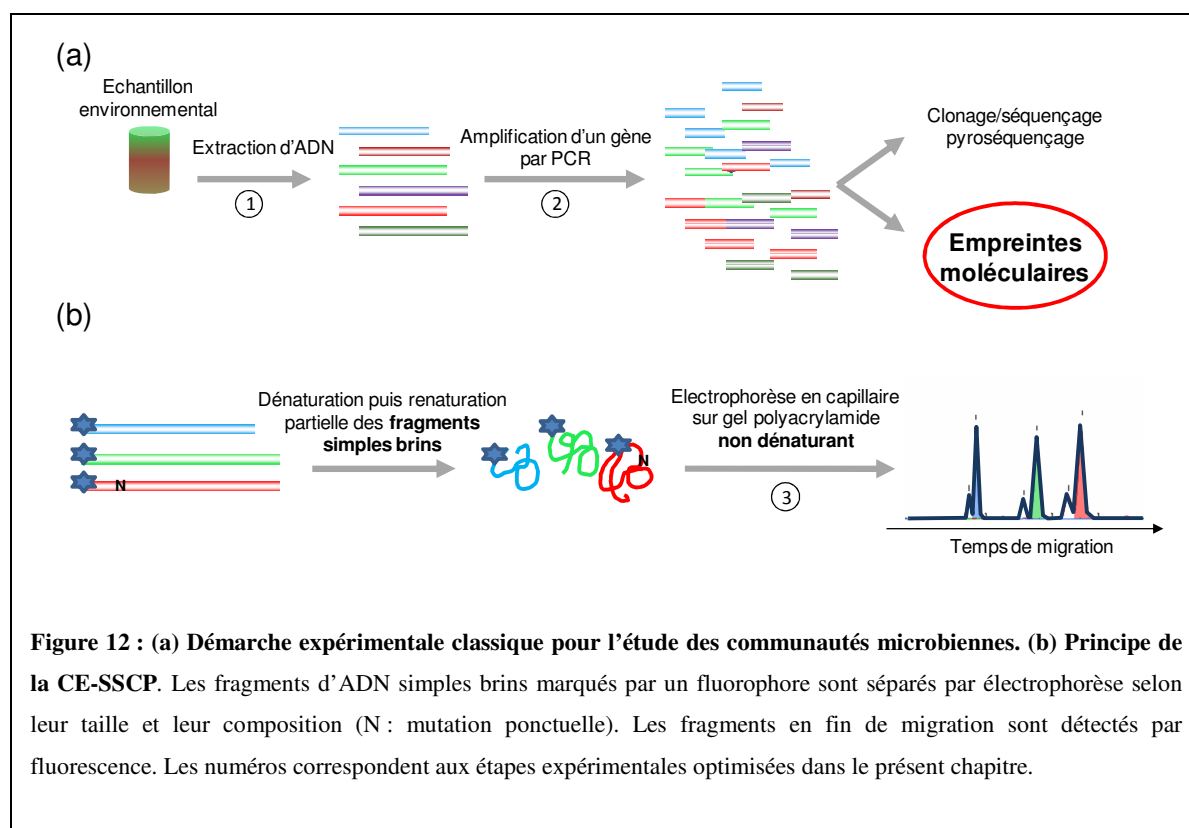 (a)
Echantillon
environnemental
Extraction d'ADN
1
Amplification d'un gène
par PCR
2
Clonage/séquençage
pyroséquençage
Empreintes
moléculaires
(b)
N
Dénaturation puis renaturation
partielle des fragments
simples brins
N
Electrophorèse en capillaire
sur gel polyacrylamide
non dénaturant
3
Temps de migration
Figure 12 : (a) Démarche expérimentale classique pour l'étude des communautés microbiennes. (b) Principe de
la CE-SSCP. Les fragments d'ADN simples brins marqués par un fluorophore sont séparés par électrophorèse selon
leur taille et leur composition (N : mutation ponctuelle). Les fragments en fin de migration sont détectés par
fluorescence. Les numéros correspondent aux étapes expérimentales optimisées dans le présent chapitre.